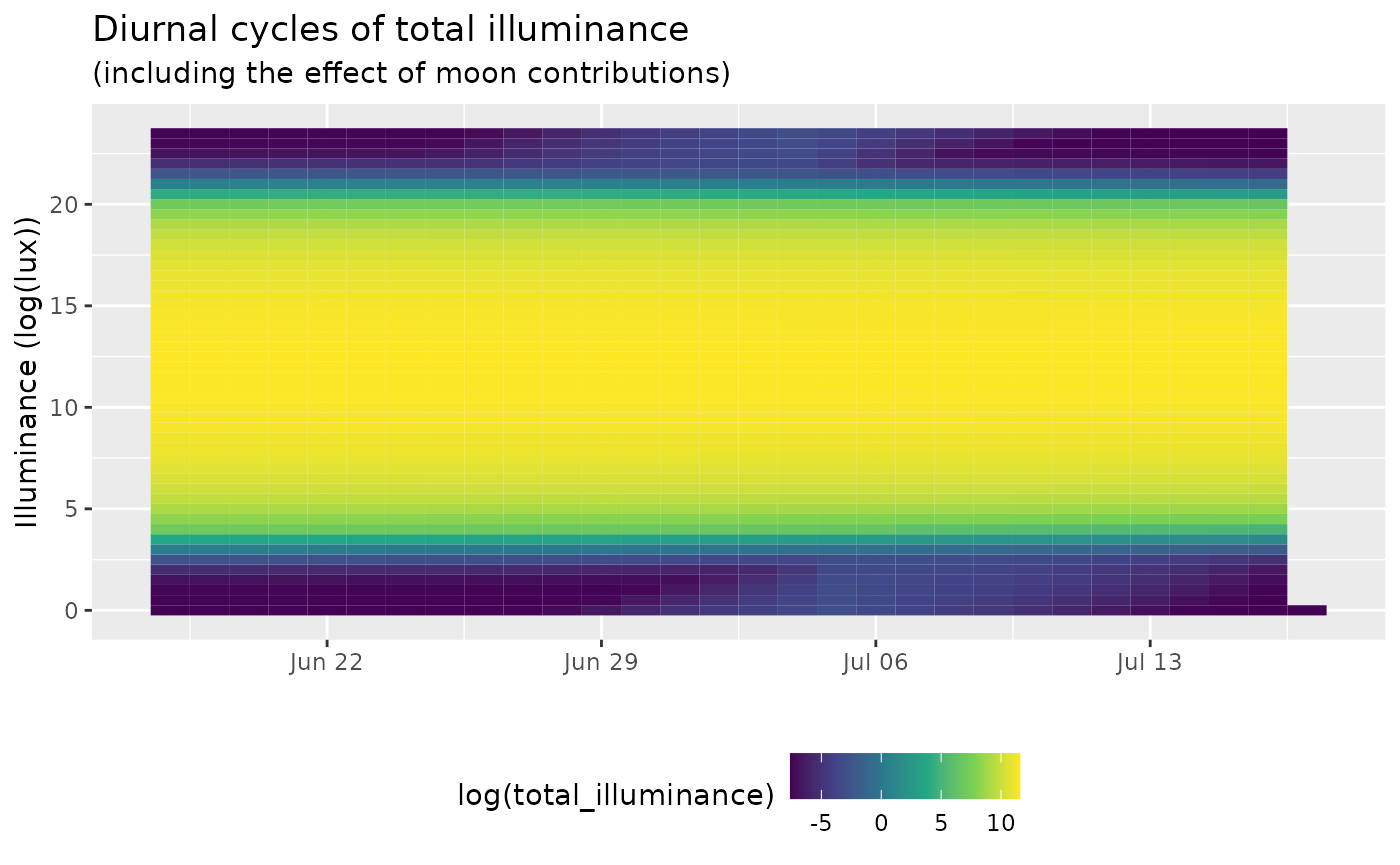 Diurnal cycles of total illuminance
(including the effect of moon contributions)
Illuminance (log(lux))
20
15
10
5
0
Jun 22 Jun 29 Jul 06 Jul 13
log(total_illuminance)
-5 0 5 10